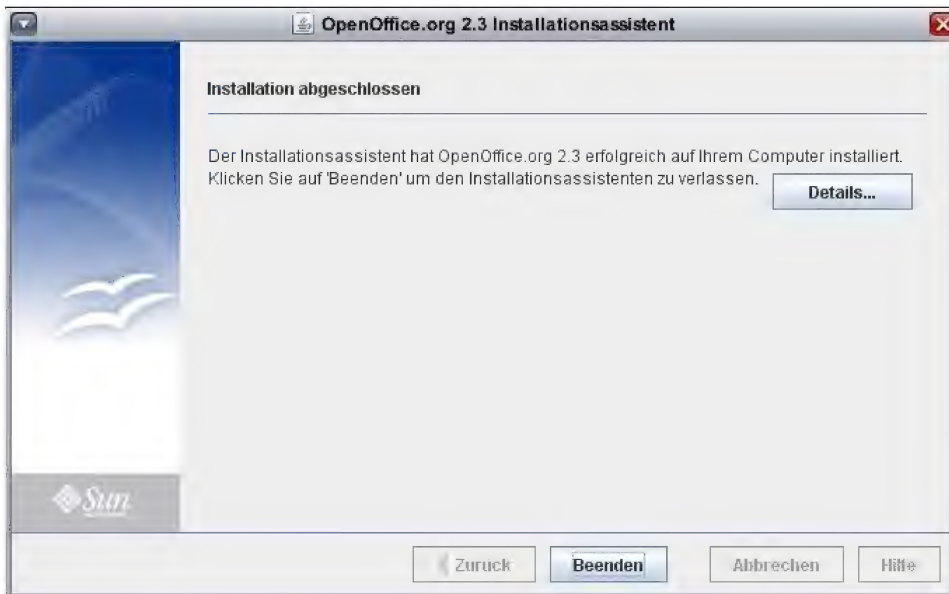 OpenOffice.org 2.3 Installationsassistent
Installation abgeschlossen
Der Installationsassistent hat OpenOffice.org 2.3 erfolgreich auf Ihrem Computer installiert.
Klicken Sie auf 'Beenden' um den Installationsassistenten zu verlassen.
Details...
Sun
Zurück
Beenden
Abbrechen
Hilfe